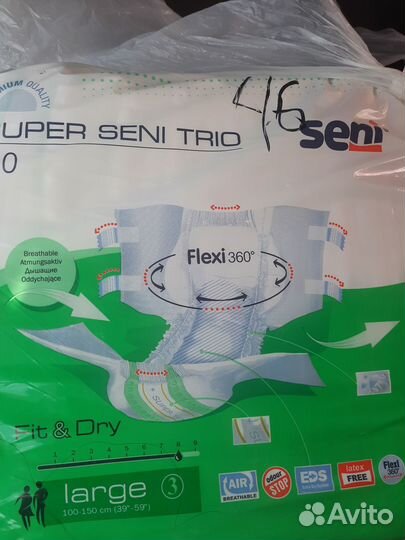 MIUM QUALITY
46
SUPER SENI TRIO
seni
0
Breathable
Atmungsaktiv
Дышащие
Oddychające
Flexi 360°
SUPER
Fit & Dry
1 2 3 4 5 6 7 8 9
large 3
100-150 cm (39"-59")
AIR
BREATHABLE
odour
STOP
EDS
latex
FREE
Flexi
360°
Avito